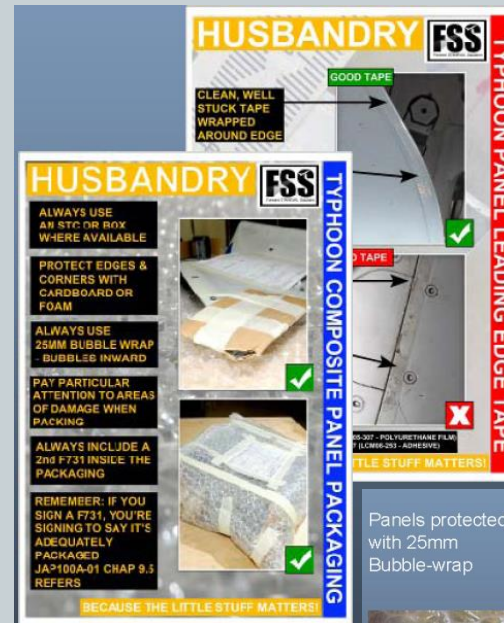 HUSBANDRY
FSS
GOOD TAPE
CLEAN, WELL
STUCK TAPE
WRAPPED
AROUND EDGE
TYPHOON PANEL LEADING EDGE TAPE
TAPE
POLYURETHANE FILM)
(LCM08-253 - ADHESIVE)
TTLE STUFF MATTERS!
HUSBANDRY
FSS
ALWAYS USE
AN STC OR BOX
WHERE AVAILABLE
PROTECT EDGES &
CORNERS WITH
CARDBOARD OR
FOAM
ALWAYS USE
25MM BUBBLE WRAP
- BUBBLES INWARD
PAY PARTICULAR
ATTENTION TO AREAS
OF DAMAGE WHEN
PACKING
ALWAYS INCLUDE A
2nd F731 INSIDE THE
PACKAGING
REMEMBER: IF YOU
SIGN A F731, YOU'RE
SIGNING TO SAY IT'S
ADEQUATELY
PACKAGED
JAP100A-01 CHAP 9.5
REFERS
TYPHOON COMPOSITE PANEL PACKAGING
BECAUSE THE LITTLE STUFF MATTERS!
Panels protected
with 25mm
Bubble-wrap